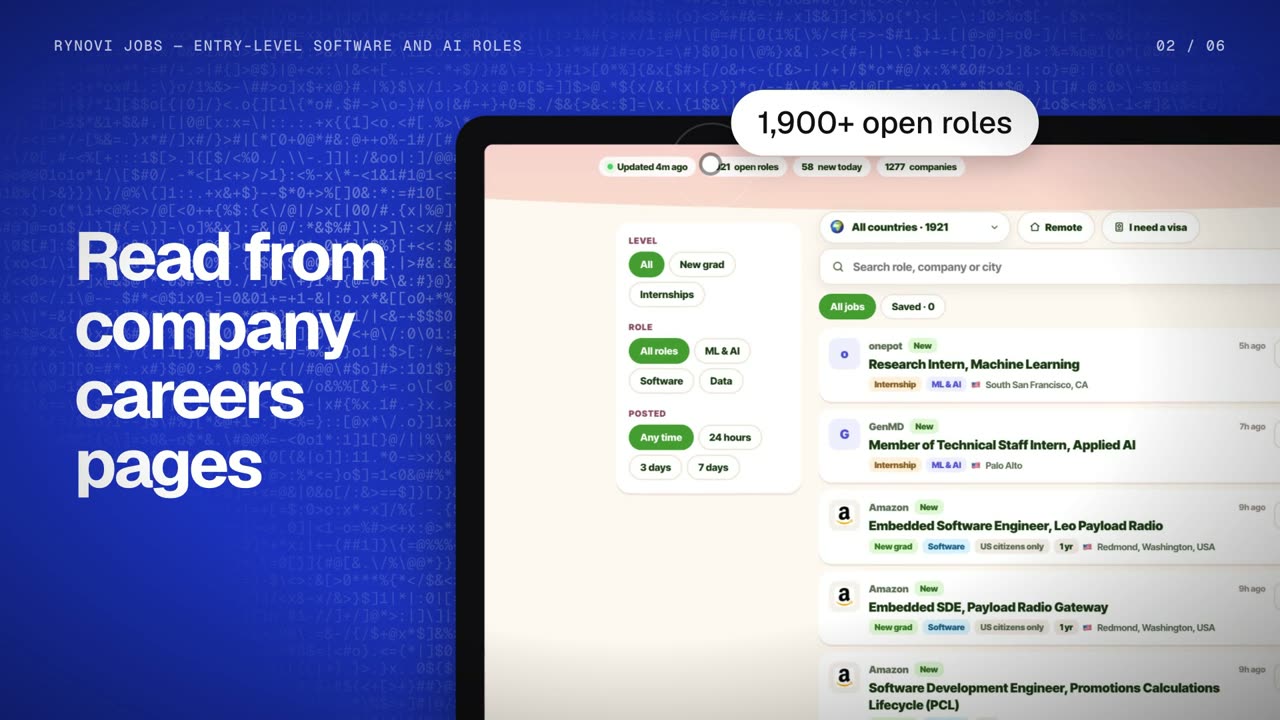 RYNOVI JOBS — ENTRY-LEVEL SOFTWARE AND AI ROLES
02 / 06
1,900+ open roles
Read from
company
careers
pages
Updated 4m ago
21 open roles
58 new today
1277 companies
All countries · 1921
Remote
I need a visa
Search role, company or city
All jobs
Saved · 0
LEVEL
All
New grad
Internships
ROLE
All roles
ML & AI
Software
Data
POSTED
Any time
24 hours
3 days
7 days
o
onepot
New
5h ago
Research Intern, Machine Learning
Internship
ML & AI
South San Francisco, CA
G
GenMD
New
7h ago
Member of Technical Staff Intern, Applied AI
Internship
ML & AI
Palo Alto
a
Amazon
New
9h ago
Embedded Software Engineer, Leo Payload Radio
New grad
Software
US citizens only
1 yr
Redmond, Washington, USA
a
Amazon
New
9h ago
Embedded SDE, Payload Radio Gateway
New grad
Software
US citizens only
1 yr
Redmond, Washington, USA
a
Amazon
New
9h ago
Software Development Engineer, Promotions Calculations
Lifecycle (PCL)